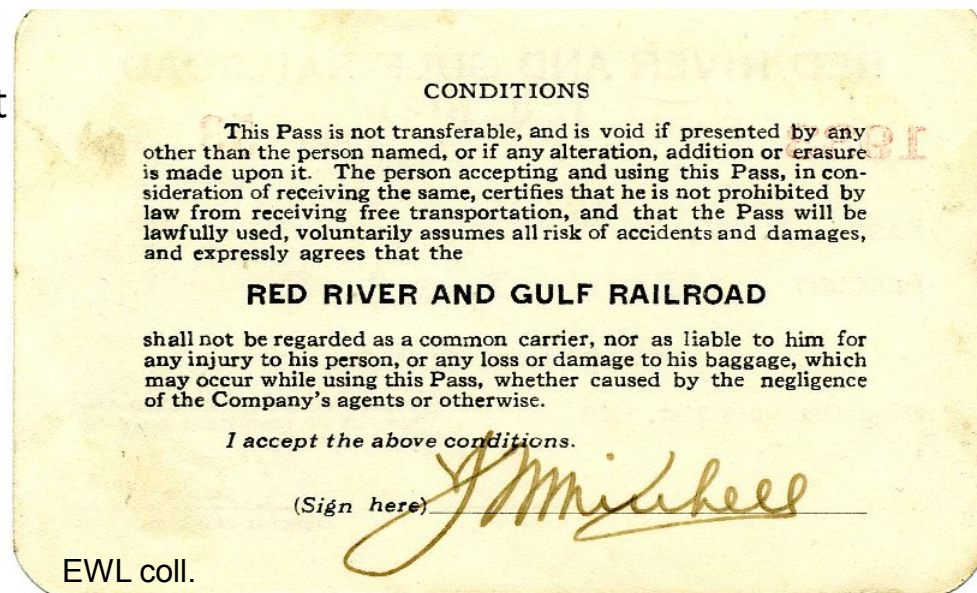 t
CONDITIONS
This Pass is not transferable, and is void if presented by any
other than the person named, or if any alteration, addition or erasure
is made upon it. The person accepting and using this Pass, in con-
sideration of receiving the same, certifies that he is not prohibited by
law from receiving free transportation, and that the Pass will be
lawfully used, voluntarily assumes all risk of accidents and damages,
and expressly agrees that the
RED RIVER AND GULF RAILROAD
shall not be regarded as a common carrier, nor as liable to him for
any injury to his person, or any loss or damage to his baggage, which
may occur while using this Pass, whether caused by the negligence
of the Company's agents or otherwise.
I accept the above conditions.
(Sign here) Mitchell
EWL coll.